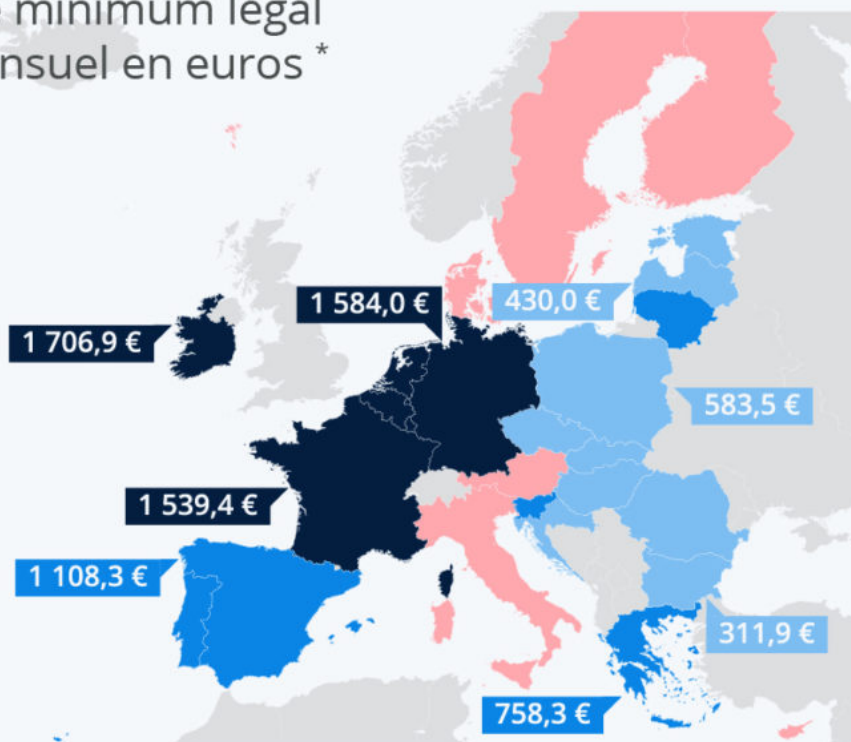 minimum legal
nsuel en euros *
1 584,0 €
430,0 €
1 706,9 €
583,5 €
1 539,4 €
1 108,3 €
311,9 €
758,3 €